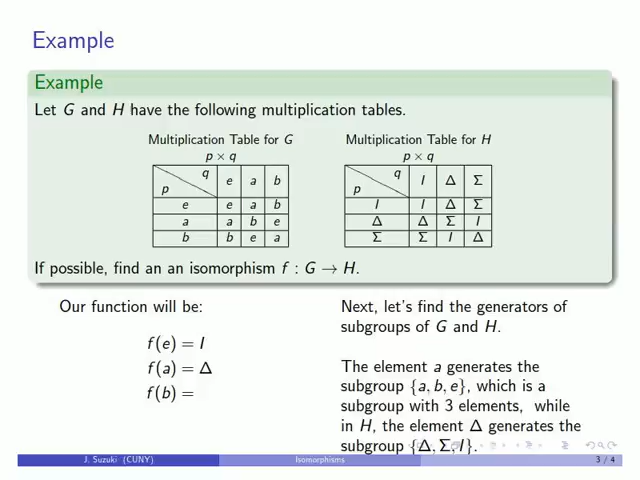 Example
Example
Let G and H have the following multiplication tables.
Multiplication Table for G
p × q
q
p
e a b
e e a b
a a b e
b b e a
Multiplication Table for H
p × q
q
p
I Δ Σ
I I Δ Σ
Δ Δ Σ I
Σ Σ I Δ
If possible, find an an isomorphism f : G → H.
Our function will be:
f(e) = I
f(a) = Δ
f(b) =
Next, let's find the generators of
subgroups of G and H.
The element a generates the
subgroup {a, b, e}, which is a
subgroup with 3 elements, while
in H, the element Δ generates the
subgroup {Δ, Σ, I}.
J. Suzuki (CUNY)
Isomorphisms
3 / 4